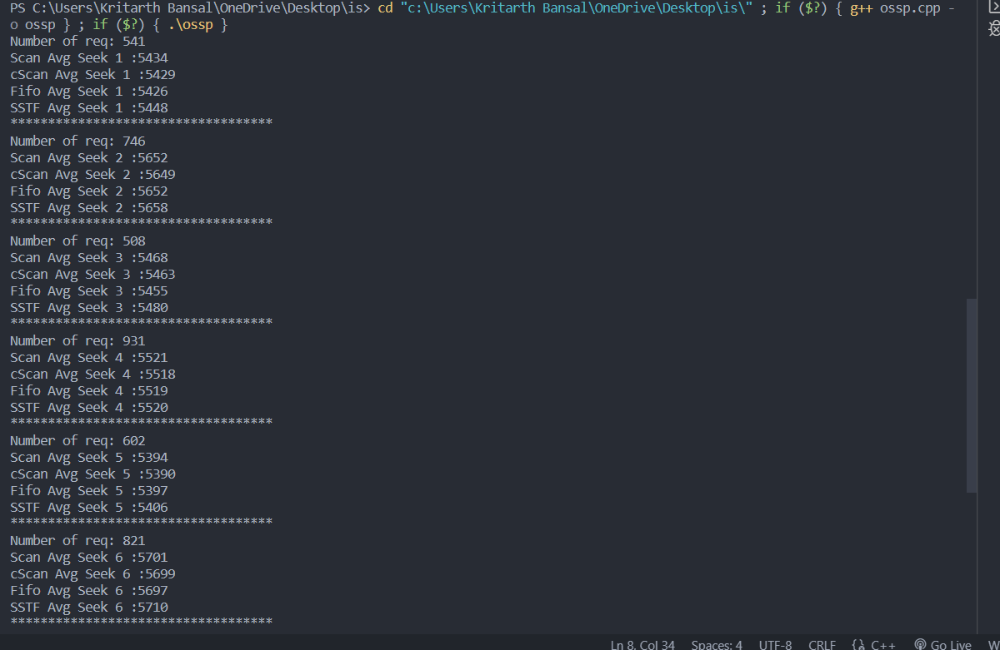 PS C:\Users\Kritarth Bansal\OneDrive\Desktop\is> cd "c:\Users\Kritarth Bansal\OneDrive\Desktop\is\" ; if ($?) { g++ ossp.cpp -
o ossp } ; if ($?) { .\ossp }
Number of req: 541
Scan Avg Seek 1 :5434
cScan Avg Seek 1 :5429
Fifo Avg Seek 1 :5426
SSTF Avg Seek 1 :5448
***********************************
Number of req: 746
Scan Avg Seek 2 :5652
cScan Avg Seek 2 :5649
Fifo Avg Seek 2 :5652
SSTF Avg Seek 2 :5658
***********************************
Number of req: 508
Scan Avg Seek 3 :5468
cScan Avg Seek 3 :5463
Fifo Avg Seek 3 :5455
SSTF Avg Seek 3 :5480
***********************************
Number of req: 931
Scan Avg Seek 4 :5521
cScan Avg Seek 4 :5518
Fifo Avg Seek 4 :5519
SSTF Avg Seek 4 :5520
***********************************
Number of req: 602
Scan Avg Seek 5 :5394
cScan Avg Seek 5 :5390
Fifo Avg Seek 5 :5397
SSTF Avg Seek 5 :5406
***********************************
Number of req: 821
Scan Avg Seek 6 :5701
cScan Avg Seek 6 :5699
Fifo Avg Seek 6 :5697
SSTF Avg Seek 6 :5710
***********************************
Ln 8, Col 34 Spaces: 4 UTF-8 CRLF {} C++ Go Live